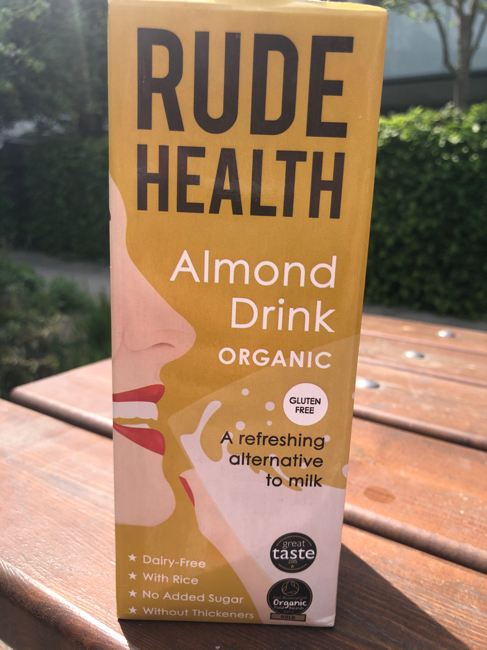 RUDE
HEALTH
Almond
Drink
ORGANIC
GLUTEN
FREE
A refreshing
alternative
to milk
great
taste
★ Dairy-Free
★ With Rice
★ No Added Sugar
★ Without Thickeners
Organic